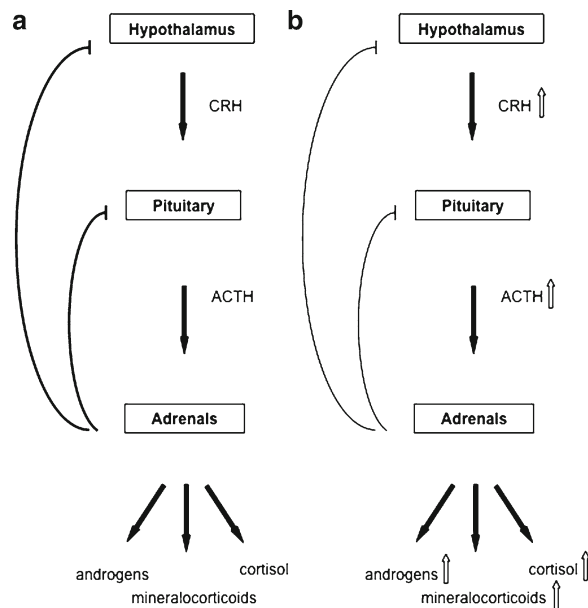 a
Hypothalamus
CRH
Pituitary
ACTH
Adrenals
androgens
cortisol
mineralocorticoids
b
Hypothalamus
CRH
Pituitary
ACTH
Adrenals
androgens
cortisol
mineralocorticoids